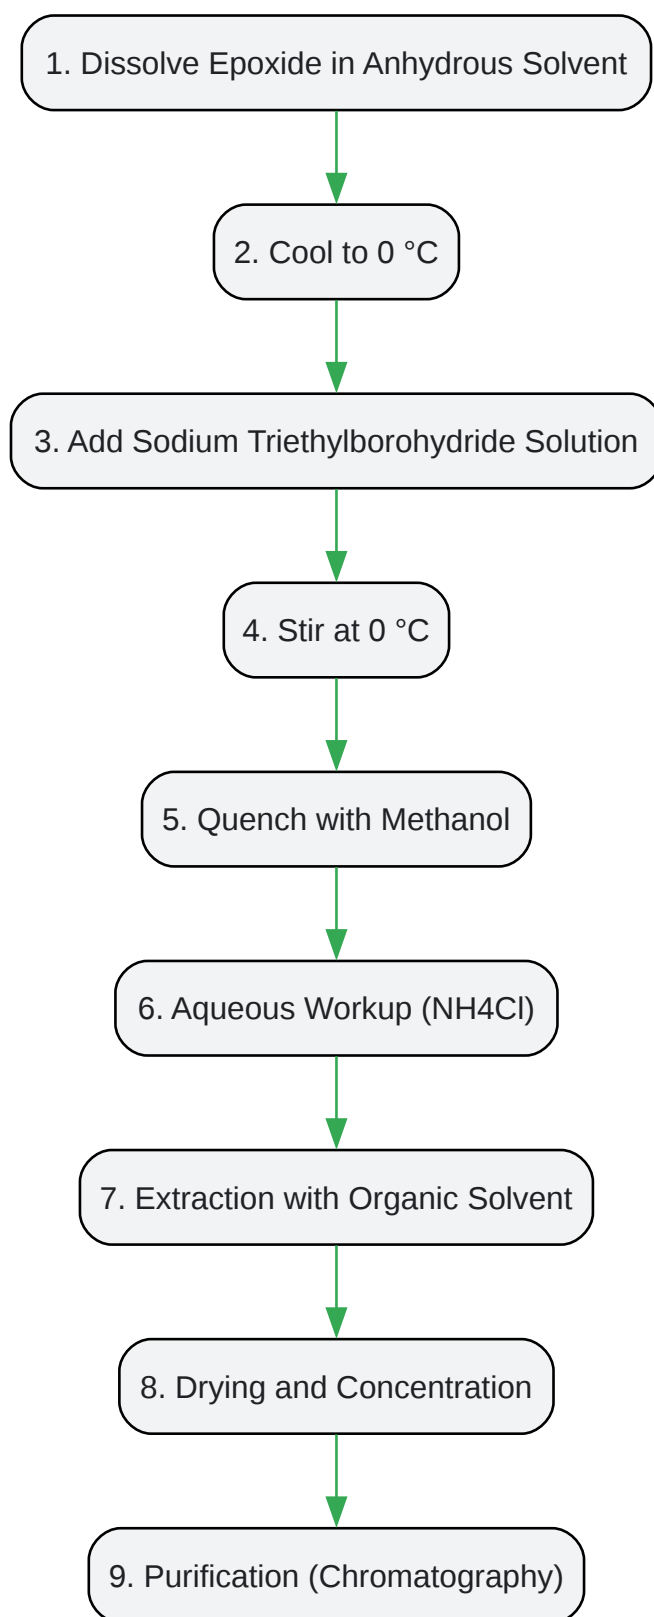 1. Dissolve Epoxide in Anhydrous Solvent
2. Cool to 0 °C
3. Add Sodium Triethylborohydride Solution
4. Stir at 0 °C
5. Quench with Methanol
6. Aqueous Workup (NH4Cl)
7. Extraction with Organic Solvent
8. Drying and Concentration
9. Purification (Chromatography)